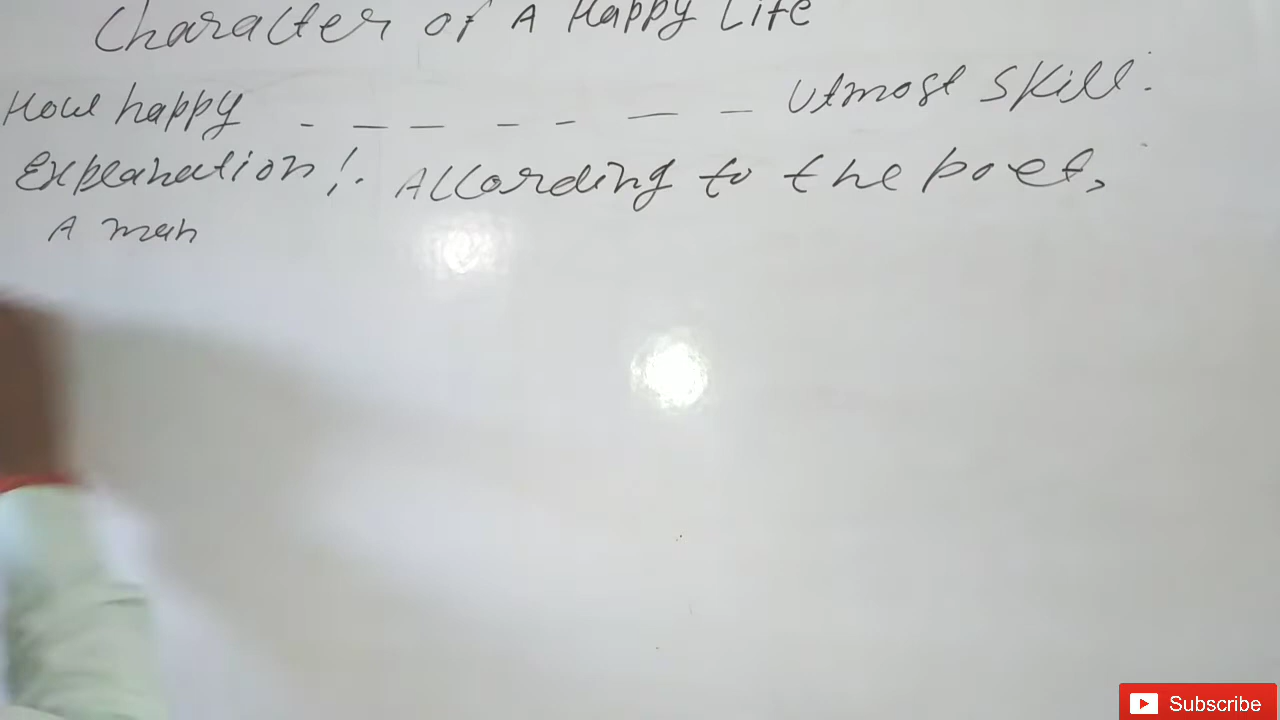 Character of A Happy Life
How happy - - - - - - - Utmost Skill.
Explanation :- According to the poet,
A man
Subscribe